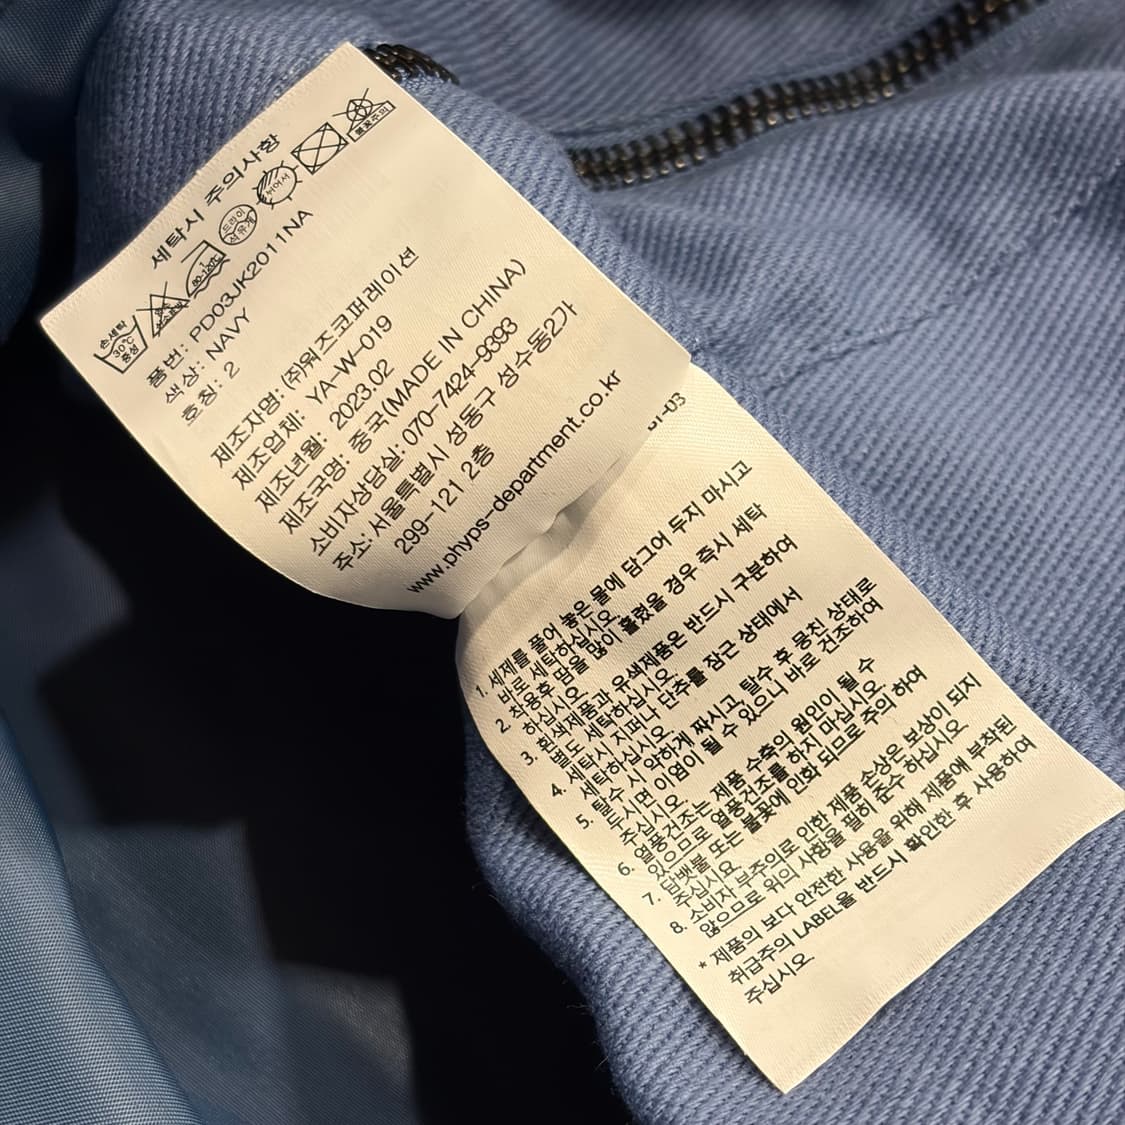 세탁시 주의사항
손세탁
30℃
중성
80~120℃
드라이
석유계
뉘어서
불꽃주의
품번: PD03JK2011NA
색상: NAVY
호칭: 2
제조자명: (주)워즈코퍼레이션
제조업체: YA-W-019
제조년월: 2023.02
제조국명: 중국(MADE IN CHINA)
소비자상담실: 070-7424-9393
주소:서울특별시 성동구 성수동2가
299-121 2층
www.phyps-department.co.kr
-03
1. 세제를 풀어 놓은 물에 담그어 두지 마시고
바로 세탁하십시오.
2. 착용후 땀을 많이 흘렸을 경우 즉시 세탁
하십시오.
3. 흰색제품과 유색제품은 반드시 구분하여
별도 세탁하십시오.
4. 세탁시 지퍼나 단추를 잠근 상태에서
세탁하십시오.
5. 탈수 시 약하게 짜시고, 탈수 후 뭉친 상태로
두시면 이염이 될 수 있으니 바로 건조하여
주십시오.
6. 열풍건조는 제품 수축의 원인이 될 수
있으므로 열풍건조를 하지 마십시오.
7. 담뱃불 또는 불꽃에 인화 되므로 주의 하여
주십시요
8. 소비자 부주의로 인한 제품 손상은 보상이 되지
않으므로 위의 사항을 필히 준수 하십시오
* 제품의 보다 안전한 사용을 위해 제품에 부착된
취급주의 LABEL을 반드시 확인한 후 사용하여
주십시오